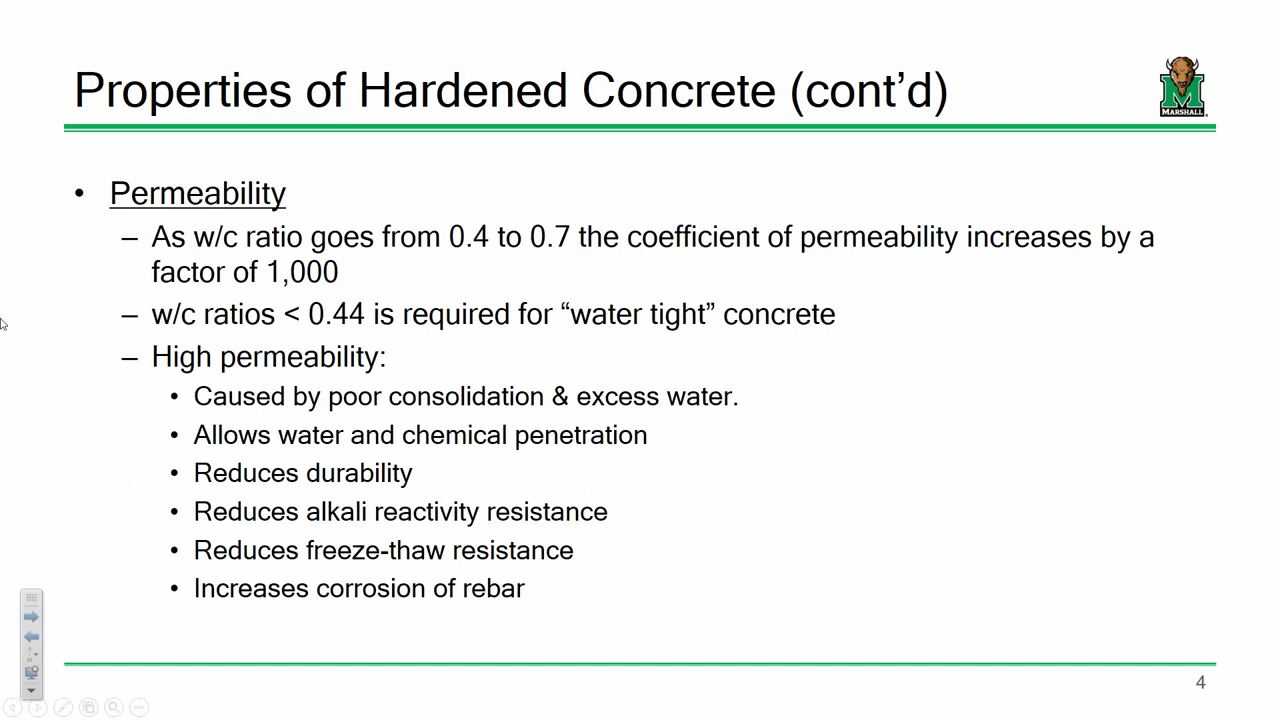 Properties of Hardened Concrete (cont’d)
MARSHALL
• Permeability
– As w/c ratio goes from 0.4 to 0.7 the coefficient of permeability increases by a
factor of 1,000
– w/c ratios < 0.44 is required for “water tight” concrete
– High permeability:
• Caused by poor consolidation & excess water.
• Allows water and chemical penetration
• Reduces durability
• Reduces alkali reactivity resistance
• Reduces freeze-thaw resistance
• Increases corrosion of rebar
4